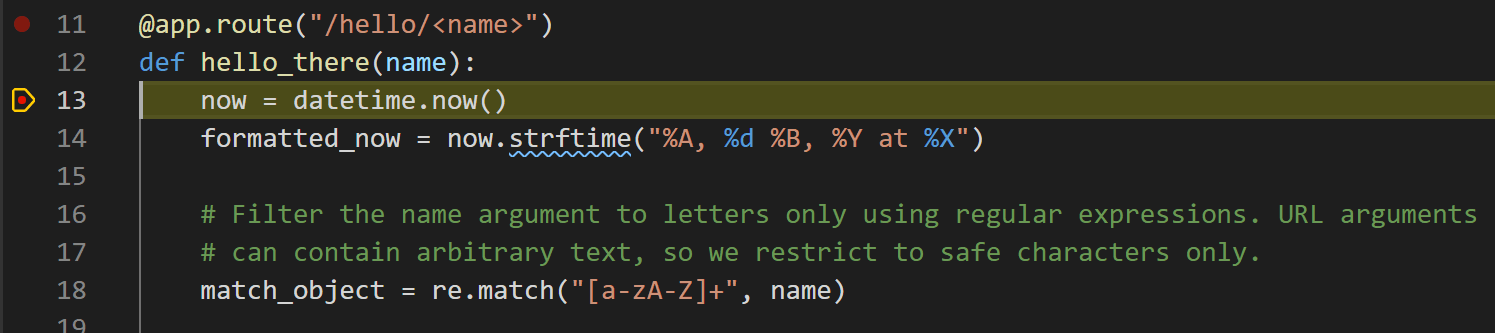 11 @app.route("/hello/<name>")
12 def hello_there(name):
13     now = datetime.now()
14     formatted_now = now.strftime("%A, %d %B, %Y at %X")
15
16     # Filter the name argument to letters only using regular expressions. URL arguments
17     # can contain arbitrary text, so we restrict to safe characters only.
18     match_object = re.match("[a-zA-Z]+", name)
19